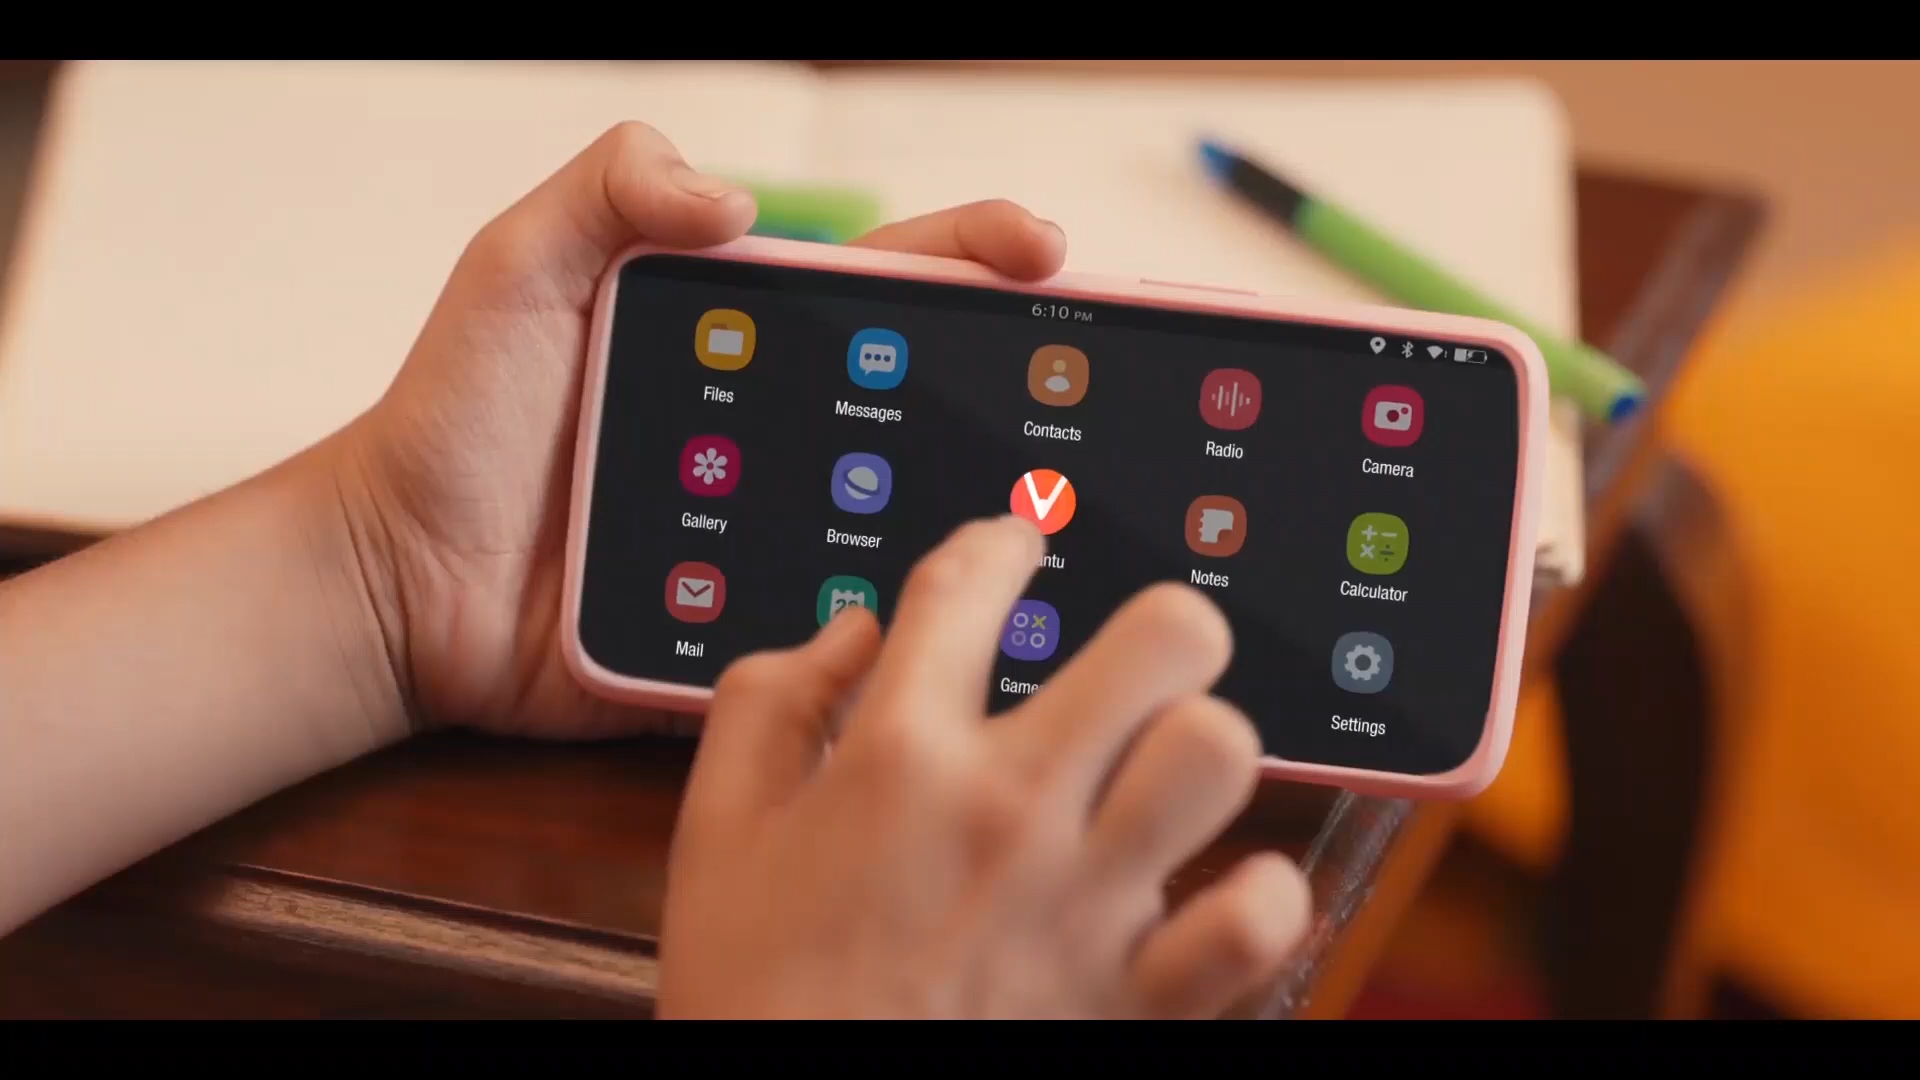 6:10 PM
Files
Messages
Contacts
Radio
Camera
Gallery
Browser
Notes
Calculator
Mail
Settings